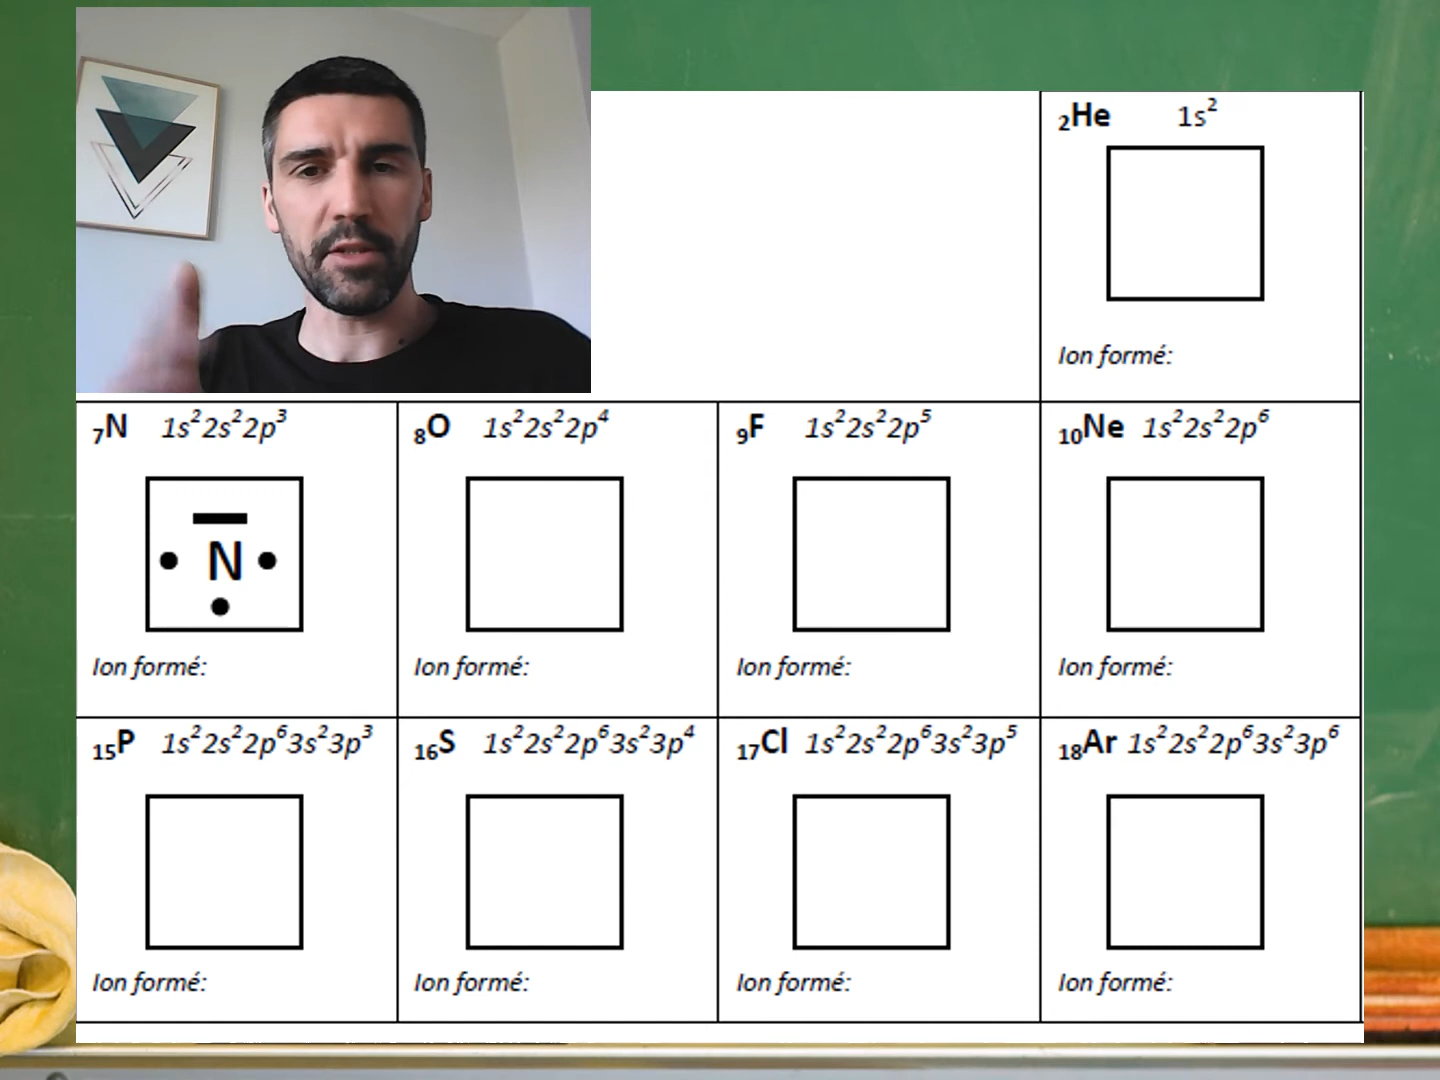 ₂He 1s²
Ion formé:
₇N 1s²2s²2p³
₈O 1s²2s²2p⁴
₉F 1s²2s²2p⁵
₁₀Ne 1s²2s²2p⁶
N
Ion formé:
Ion formé:
Ion formé:
Ion formé:
₁₅P 1s²2s²2p⁶3s²3p³
₁₆S 1s²2s²2p⁶3s²3p⁴
₁₇Cl 1s²2s²2p⁶3s²3p⁵
₁₈Ar 1s²2s²2p⁶3s²3p⁶
Ion formé:
Ion formé:
Ion formé:
Ion formé: